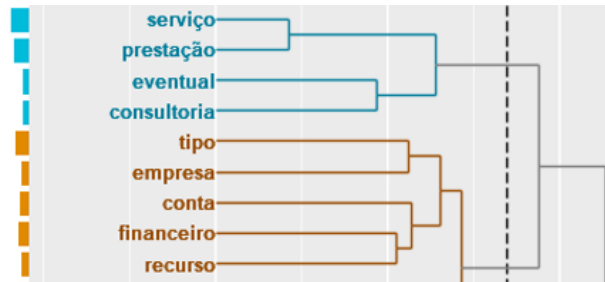 serviço
prestação
eventual
consultoria
tipo
empresa
conta
financeiro
recurso